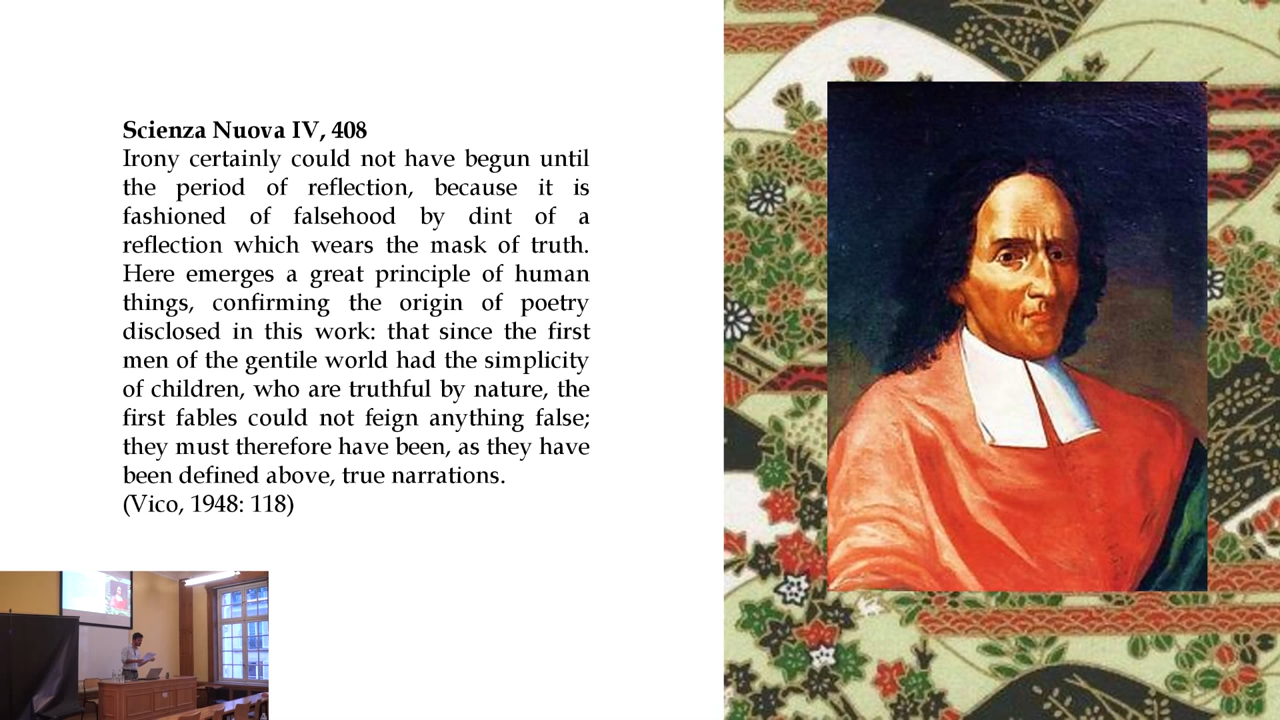 Scienza Nuova IV, 408
Irony certainly could not have begun until
the period of reflection, because it is
fashioned of falsehood by dint of a
reflection which wears the mask of truth.
Here emerges a great principle of human
things, confirming the origin of poetry
disclosed in this work: that since the first
men of the gentile world had the simplicity
of children, who are truthful by nature, the
first fables could not feign anything false;
they must therefore have been, as they have
been defined above, true narrations.
(Vico, 1948: 118)